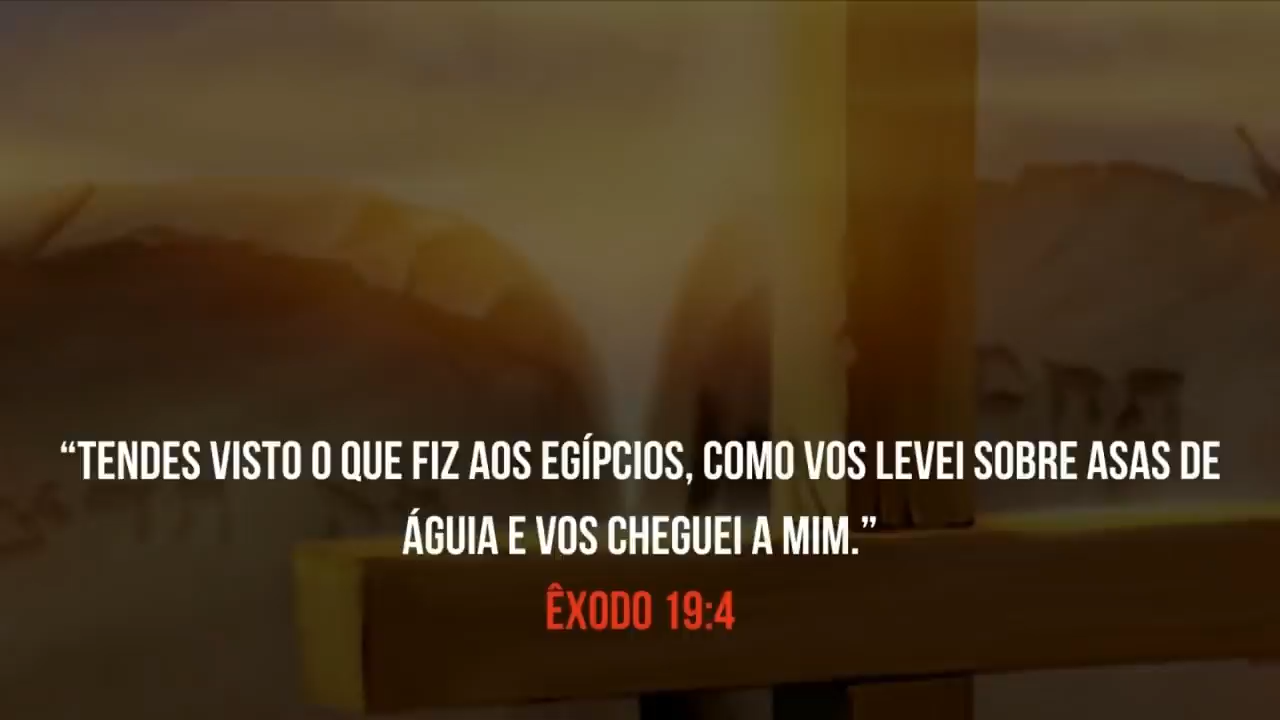 “TENDES VISTO O QUE FIZ AOS EGÍPCIOS, COMO VOS LEVEI SOBRE ASAS DE
ÁGUIA E VOS CHEGUEI A MIM.”
ÊXODO 19:4